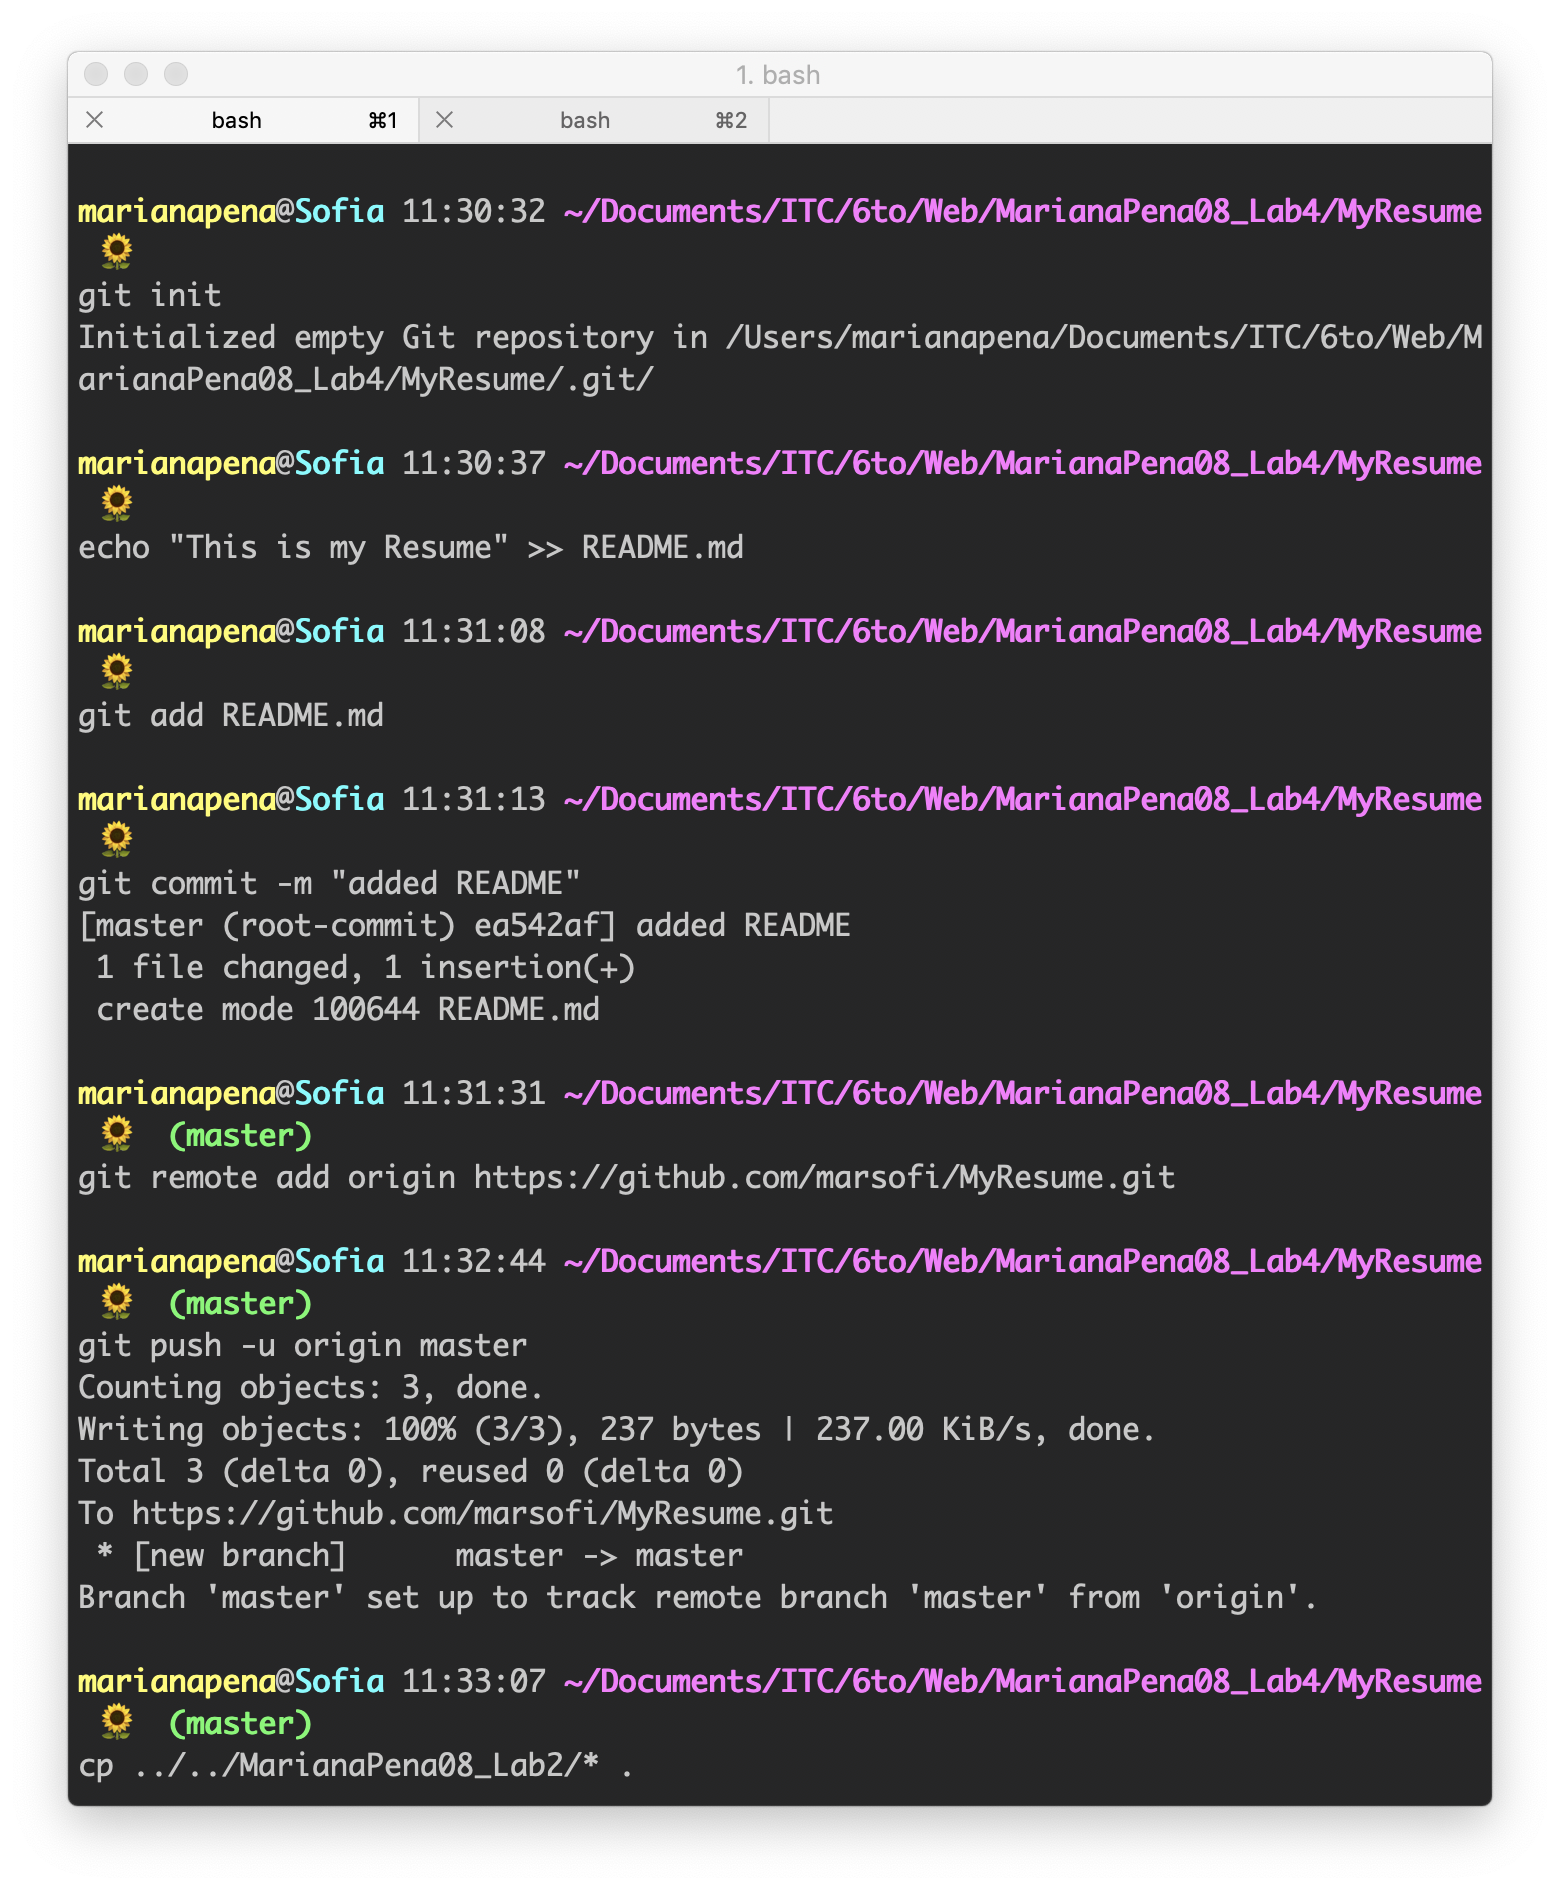 1. bash
bash ⌘1 bash ⌘2
marianapena@Sofia 11:30:32 ~/Documents/ITC/6to/Web/MarianaPena08_Lab4/MyResume
🌻
git init
Initialized empty Git repository in /Users/marianapena/Documents/ITC/6to/Web/M
arianaPena08_Lab4/MyResume/.git/
marianapena@Sofia 11:30:37 ~/Documents/ITC/6to/Web/MarianaPena08_Lab4/MyResume
🌻
echo "This is my Resume" >> README.md
marianapena@Sofia 11:31:08 ~/Documents/ITC/6to/Web/MarianaPena08_Lab4/MyResume
🌻
git add README.md
marianapena@Sofia 11:31:13 ~/Documents/ITC/6to/Web/MarianaPena08_Lab4/MyResume
🌻
git commit -m "added README"
[master (root-commit) ea542af] added README
 1 file changed, 1 insertion(+)
 create mode 100644 README.md
marianapena@Sofia 11:31:31 ~/Documents/ITC/6to/Web/MarianaPena08_Lab4/MyResume
🌻 (master)
git remote add origin https://github.com/marsofi/MyResume.git
marianapena@Sofia 11:32:44 ~/Documents/ITC/6to/Web/MarianaPena08_Lab4/MyResume
🌻 (master)
git push -u origin master
Counting objects: 3, done.
Writing objects: 100% (3/3), 237 bytes | 237.00 KiB/s, done.
Total 3 (delta 0), reused 0 (delta 0)
To https://github.com/marsofi/MyResume.git
 * [new branch]      master -> master
Branch 'master' set up to track remote branch 'master' from 'origin'.
marianapena@Sofia 11:33:07 ~/Documents/ITC/6to/Web/MarianaPena08_Lab4/MyResume
🌻 (master)
cp ../../MarianaPena08_Lab2/* .